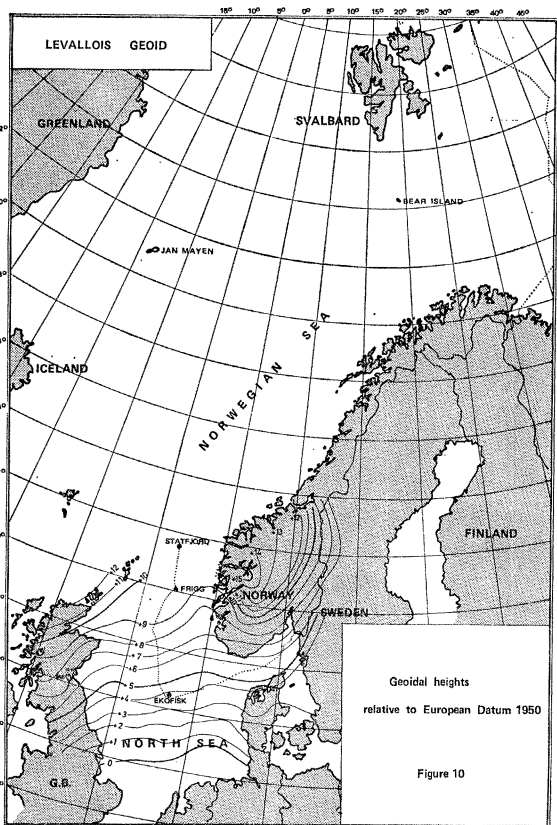 18° 15° 10° 5° 0° 5° 10° 15° 20° 25° 30° 35° 40° 45°
LEVALLOIS GEOID
GREENLAND
SVALBARD
BEAR ISLAND
JAN MAYEN
ICELAND
NORWEGIAN SEA
STATFJORD
FINLAND
FRIGG
NORWAY
SWEDEN
+12
+11
+10
+9
+8
+7
+6
+5
+4
EKOFISK
+3
+2
+1
NORTH SEA
0
G.B.
Geoidal heights
relative to European Datum 1950
Figure 10